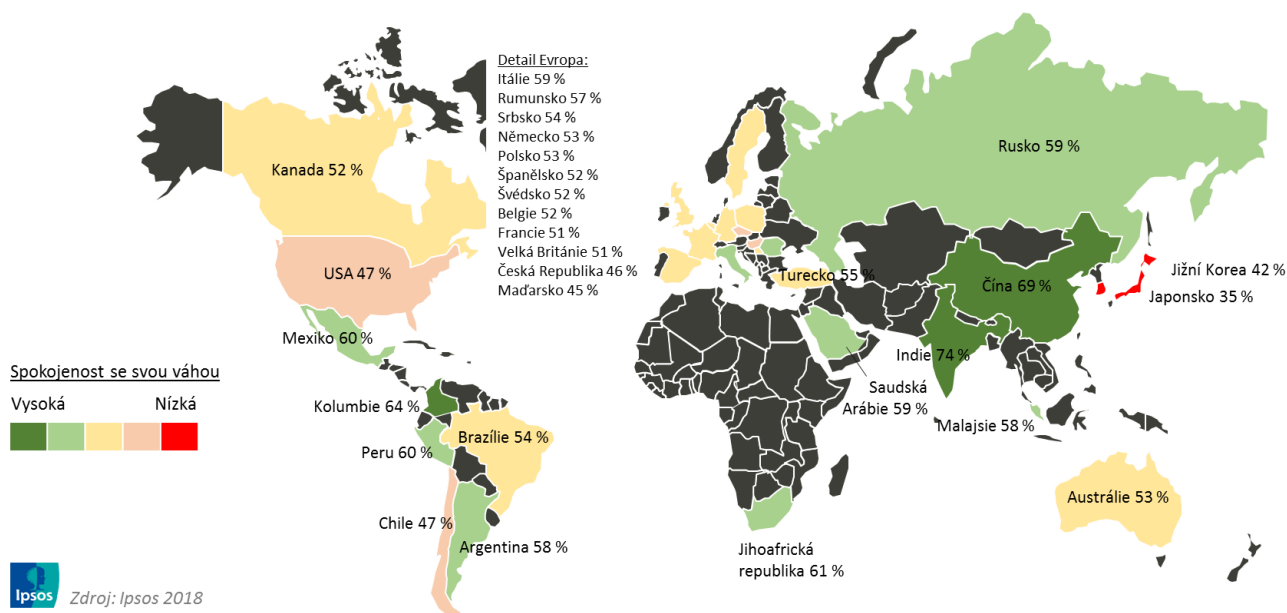 Detail Evropa:
Itálie 59 %
Rumunsko 57 %
Srbsko 54 %
Německo 53 %
Polsko 53 %
Španělsko 52 %
Švédsko 52 %
Belgie 52 %
Francie 51 %
Velká Británie 51 %
Česká Republika 46 %
Maďarsko 45 %
Kanada 52 %
USA 47 %
Mexiko 60 %
Kolumbie 64 %
Brazílie 54 %
Peru 60 %
Chile 47 %
Argentina 58 %
Rusko 59 %
Turecko 55 %
Čína 69 %
Jižní Korea 42 %
Japonsko 35 %
Indie 74 %
Saudská
Arábie 59 %
Malajsie 58 %
Austrálie 53 %
Jihoafrická
republika 61 %
Spokojenost se svou váhou
Vysoká Nízká
Ipsos
Zdroj: Ipsos 2018